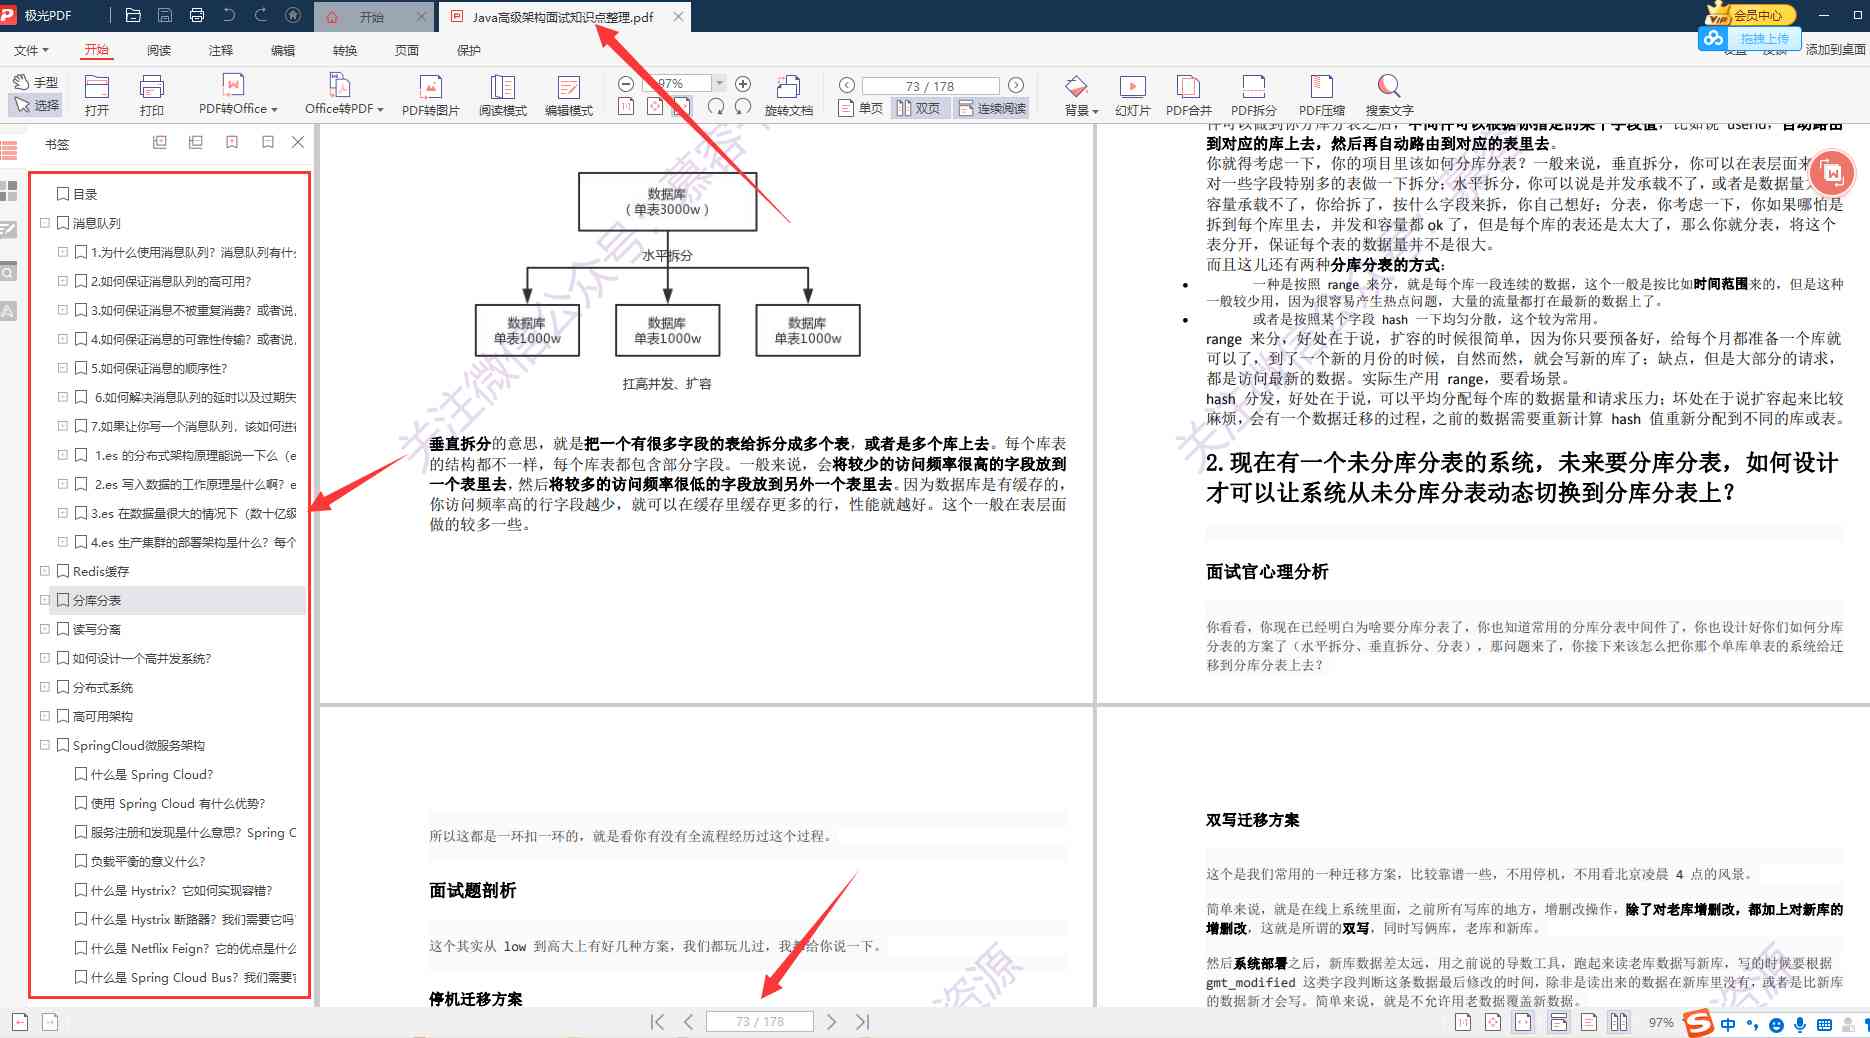 极光PDF
开始
Java高级架构面试知识点整理.pdf
会员中心
拖拽上传
文件
开始
阅读
注释
编辑
转换
页面
保护
添加到桌面
手型
选择
打开
打印
PDF转Office
Office转PDF
PDF转图片
阅读模式
编辑模式
97%
旋转文档
73 / 178
单页
双页
连续阅读
背景
幻灯片
PDF合并
PDF拆分
PDF压缩
搜索文字
书签
目录
消息队列
1.为什么使用消息队列？消息队列有什
2.如何保证消息队列的高可用？
3.如何保证消息不被重复消费？或者说，
4.如何保证消息的可靠性传输？或者说，
5.如何保证消息的顺序性？
6.如何解决消息队列的延时以及过期失
7.如果让你写一个消息队列，该如何进
1.es 的分布式架构原理能说一下么（e
2.es 写入数据的工作原理是什么啊？e
3.es 在数据量很大的情况下（数十亿级
4.es 生产集群的部署架构是什么？每个
Redis缓存
分库分表
读写分离
如何设计一个高并发系统？
分布式系统
高可用架构
SpringCloud微服务架构
什么是 Spring Cloud？
使用 Spring Cloud 有什么优势？
服务注册和发现是什么意思？Spring C
负载平衡的意义什么？
什么是 Hystrix？它如何实现容错？
什么是 Hystrix 断路器？我们需要它吗
什么是 Netflix Feign？它的优点是什么
什么是 Spring Cloud Bus？我们需要
数据库
（单表3000w）
水平拆分
数据库
单表1000w
数据库
单表1000w
数据库
单表1000w
扛高并发、扩容
关注微信公众号：慕容
垂直拆分的意思，就是把一个有很多字段的表给拆分成多个表，或者是多个库上去。每个库表
的结构都不一样，每个库表都包含部分字段。一般来说，会将较少的访问频率很高的字段放到
一个表里去，然后将较多的访问频率很低的字段放到另外一个表里去。因为数据库是有缓存的，
你访问频率高的行字段越少，就可以在缓存里缓存更多的行，性能就越好。这个一般在表层面
做的较多一些。
件可以做到你分库分表之后，中间件可以根据你指定的某个字段值，比如说 userid，自动路由
到对应的库上去，然后再自动路由到对应的表里去。
你就得考虑一下，你的项目里该如何分库分表？一般来说，垂直拆分，你可以在表层面来
对一些字段特别多的表做一下拆分；水平拆分，你可以说是并发承载不了，或者是数据量
容量承载不了，你给拆了，按什么字段来拆，你自己想好；分表，你考虑一下，你如果哪怕是
拆到每个库里去，并发和容量都 ok 了，但是每个库的表还是太大了，那么你就分表，将这个
表分开，保证每个表的数据量并不是很大。
而且这儿还有两种分库分表的方式：
• 一种是按照 range 来分，就是每个库一段连续的数据，这个一般是按比如时间范围来的，但是这种
一般较少用，因为很容易产生热点问题，大量的流量都打在最新的数据上了。
• 或者是按照某个字段 hash 一下均匀分散，这个较为常用。
range 来分，好处在于说，扩容的时候很简单，因为你只要预备好，给每个月都准备一个库就
可以了，到了一个新的月份的时候，自然而然，就会写新的库了；缺点，但是大部分的请求，
都是访问最新的数据。实际生产用 range，要看场景。
hash 分发，好处在于说，可以平均分配每个库的数据量和请求压力；坏处在于说扩容起来比较
麻烦，会有一个数据迁移的过程，之前的数据需要重新计算 hash 值重新分配到不同的库或表。
关注微信公众号：慕容
2.现在有一个未分库分表的系统，未来要分库分表，如何设计
才可以让系统从未分库分表动态切换到分库分表上？
面试官心理分析
你看看，你现在已经明白为啥要分库分表了，你也知道常用的分库分表中间件了，你也设计好你们如何分库
分表的方案了（水平拆分、垂直拆分、分表），那问题来了，你接下来该怎么把你那个单库单表的系统给迁
移到分库分表上去？
所以这都是一环扣一环的，就是看你有没有全流程经历过这个过程。
面试题剖析
这个其实从 low 到高大上有好几种方案，我们都玩儿过，我都给你说一下。
停机迁移方案
资源
双写迁移方案
这个是我们常用的一种迁移方案，比较靠谱一些，不用停机，不用看北京凌晨 4 点的风景。
简单来说，就是在线上系统里面，之前所有写库的地方，增删改操作，除了对老库增删改，都加上对新库的
增删改，这就是所谓的双写，同时写俩库，老库和新库。
然后系统部署之后，新库数据差太远，用之前说的导数工具，跑起来读老库数据写新库，写的时候要根据
gmt_modified 这类字段判断这条数据最后修改的时间，除非是读出来的数据在新库里没有，或者是比新库
的数据新才会写。简单来说，就是不允许用老数据覆盖新数据。
资源
73 / 178
97%
中